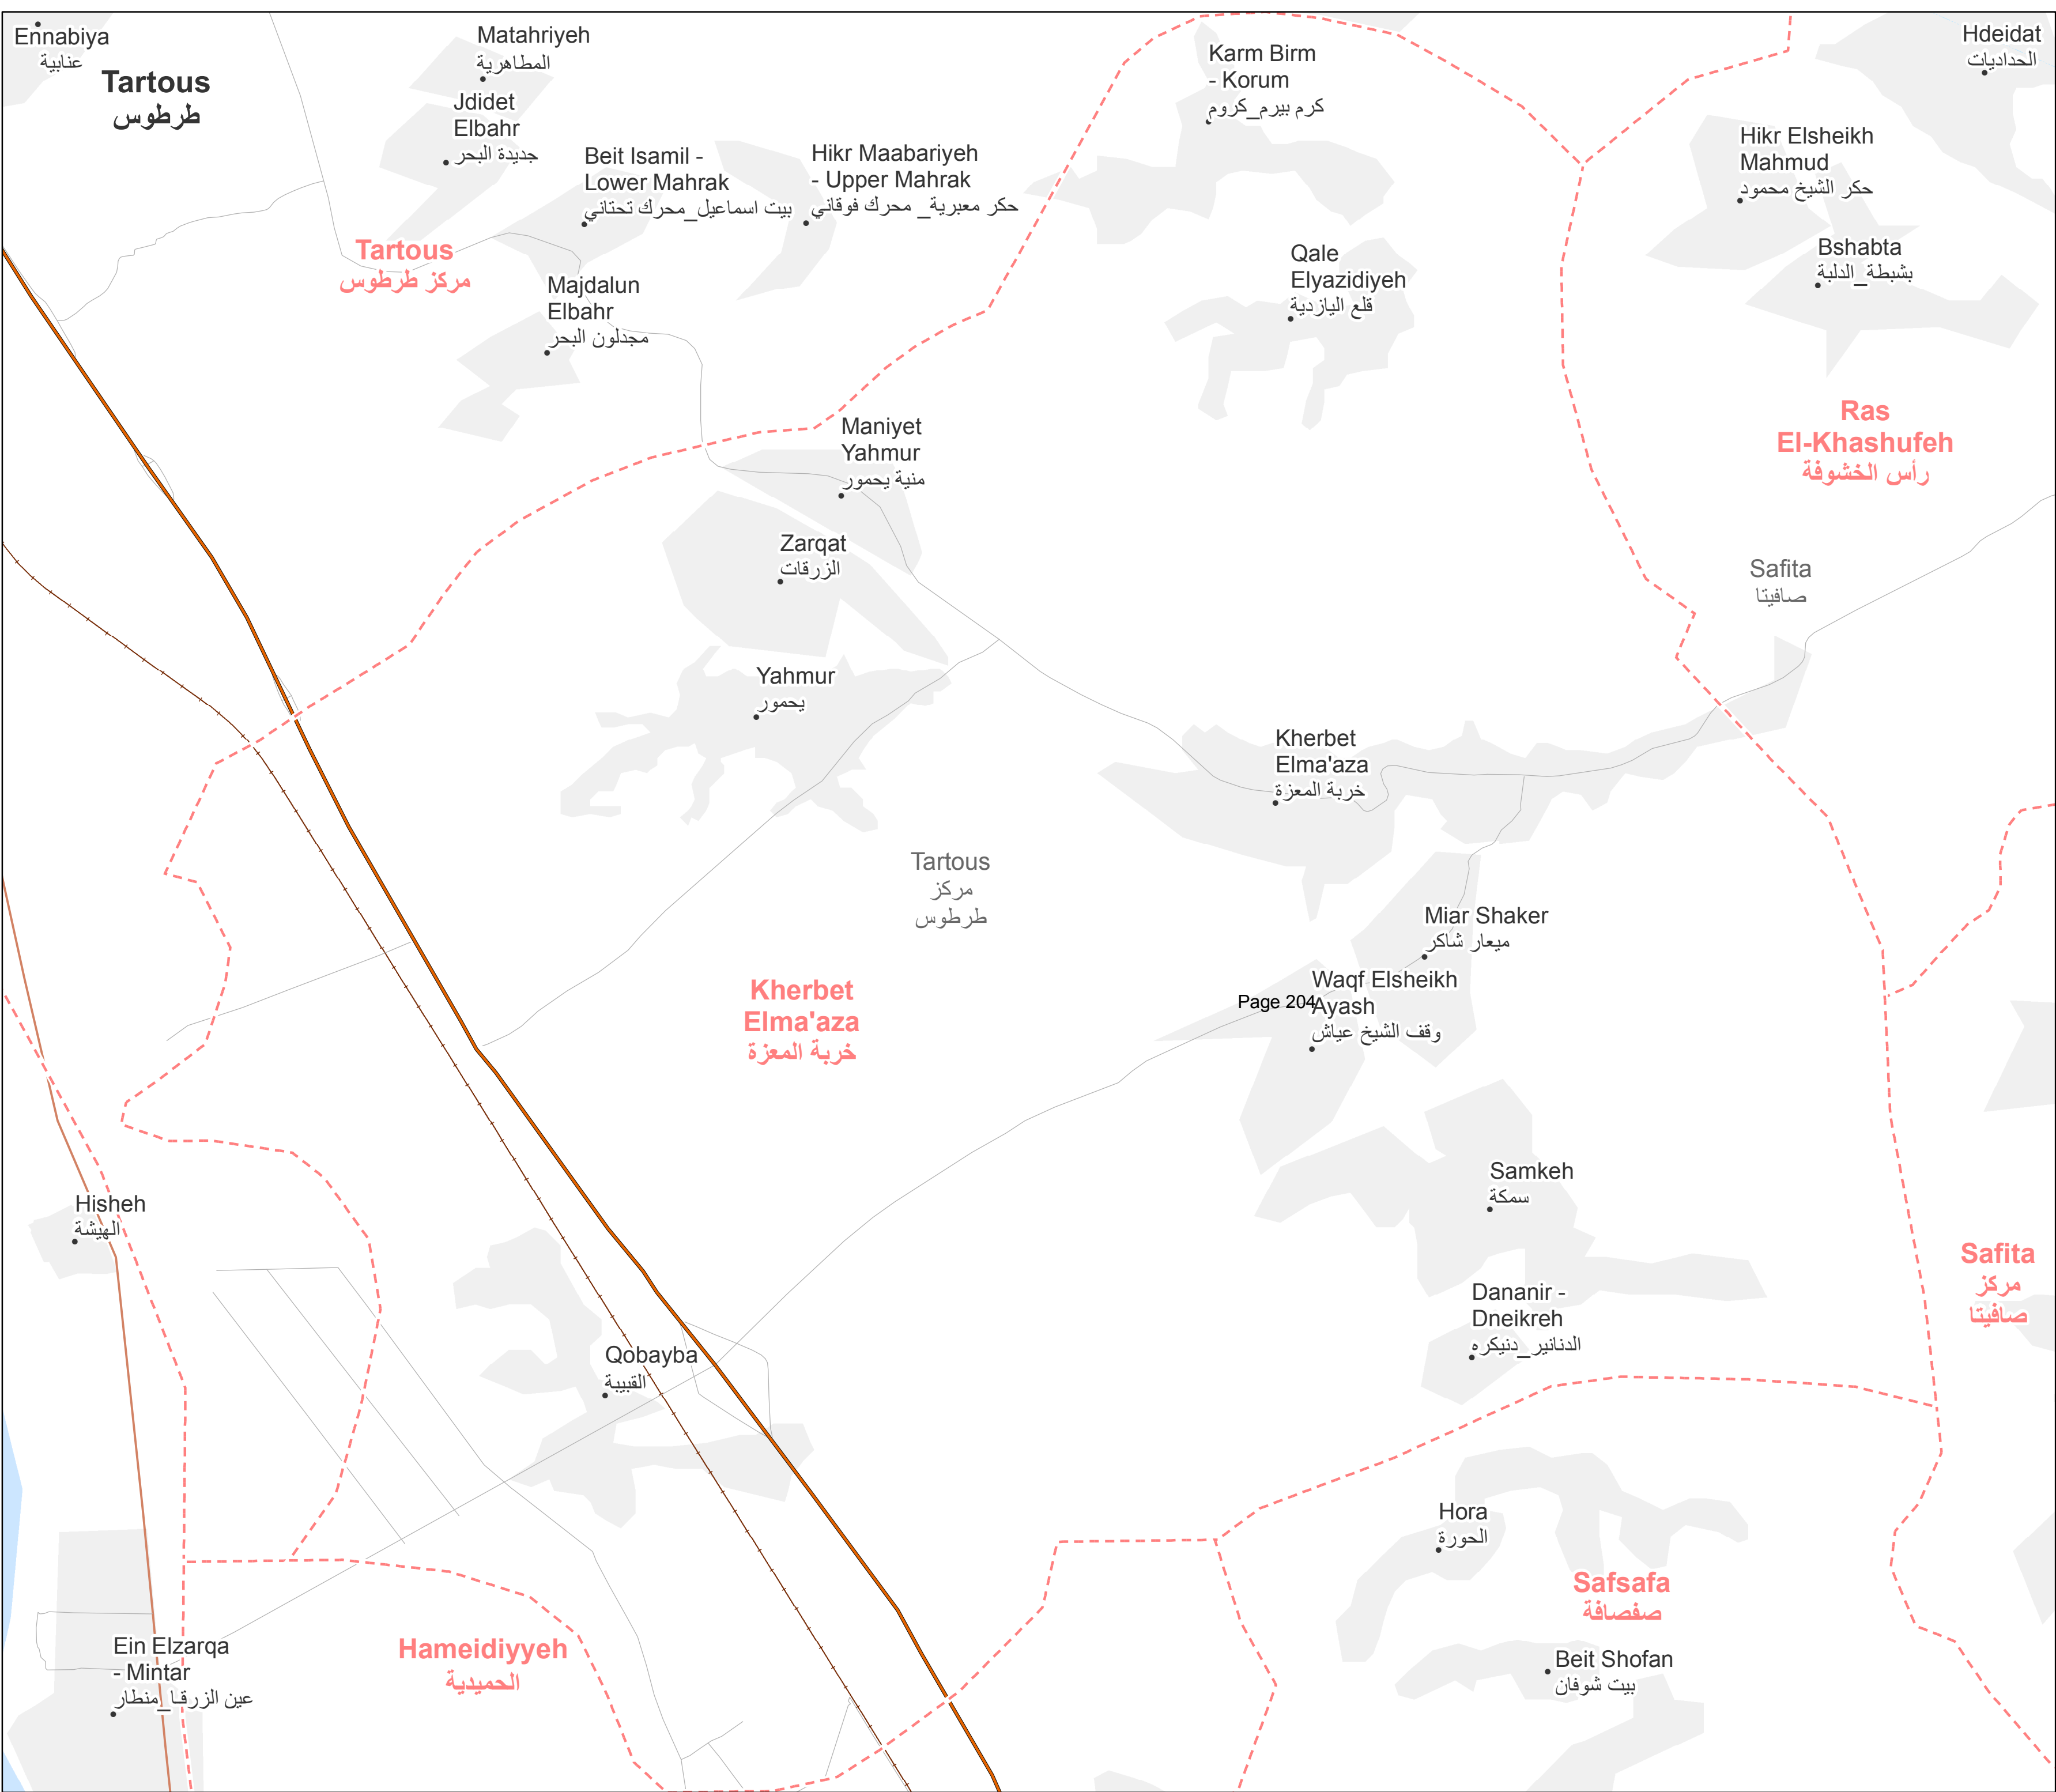 Ennabiya
عنابية
Tartous
طرطوس
Matahriyeh
المطاهرية
Jdidet
Elbahr
جديدة البحر
Beit Isamil -
Lower Mahrak
بيت اسماعيل_محرك تحتاني
Hikr Maabariyeh
- Upper Mahrak
حكر معبرية_ محرك فوقاني
Karm Birm
- Korum
كرم بيرم_كروم
Hdeidat
الحداديات
Hikr Elsheikh
Mahmud
حكر الشيخ محمود
Bshabta
بشبطة_الدلبة
Tartous
مركز طرطوس
Majdalun
Elbahr
مجدلون البحر
Qale
Elyazidiyeh
قلع اليازدية
Ras
El-Khashufeh
رأس الخشوفة
Maniyet
Yahmur
منية يحمور
Zarqat
الزرقات
Safita
صافيتا
Yahmur
يحمور
Kherbet
Elma'aza
خربة المعزة
Tartous
مركز
طرطوس
Miar Shaker
ميعار شاكر
Kherbet
Elma'aza
خربة المعزة
Page 204
Waqf Elsheikh
Ayash
وقف الشيخ عياش
Samkeh
سمكة
Hisheh
الهيشة
Safita
مركز
صافيتا
Dananir -
Dneikreh
الدنانير_دنيكره
Qobayba
القبيبة
Hora
الحورة
Safsafa
صفصافة
Ein Elzarqa
- Mintar
عين الزرقا_منطار
Hameidiyyeh
الحميدية
Beit Shofan
بيت شوفان